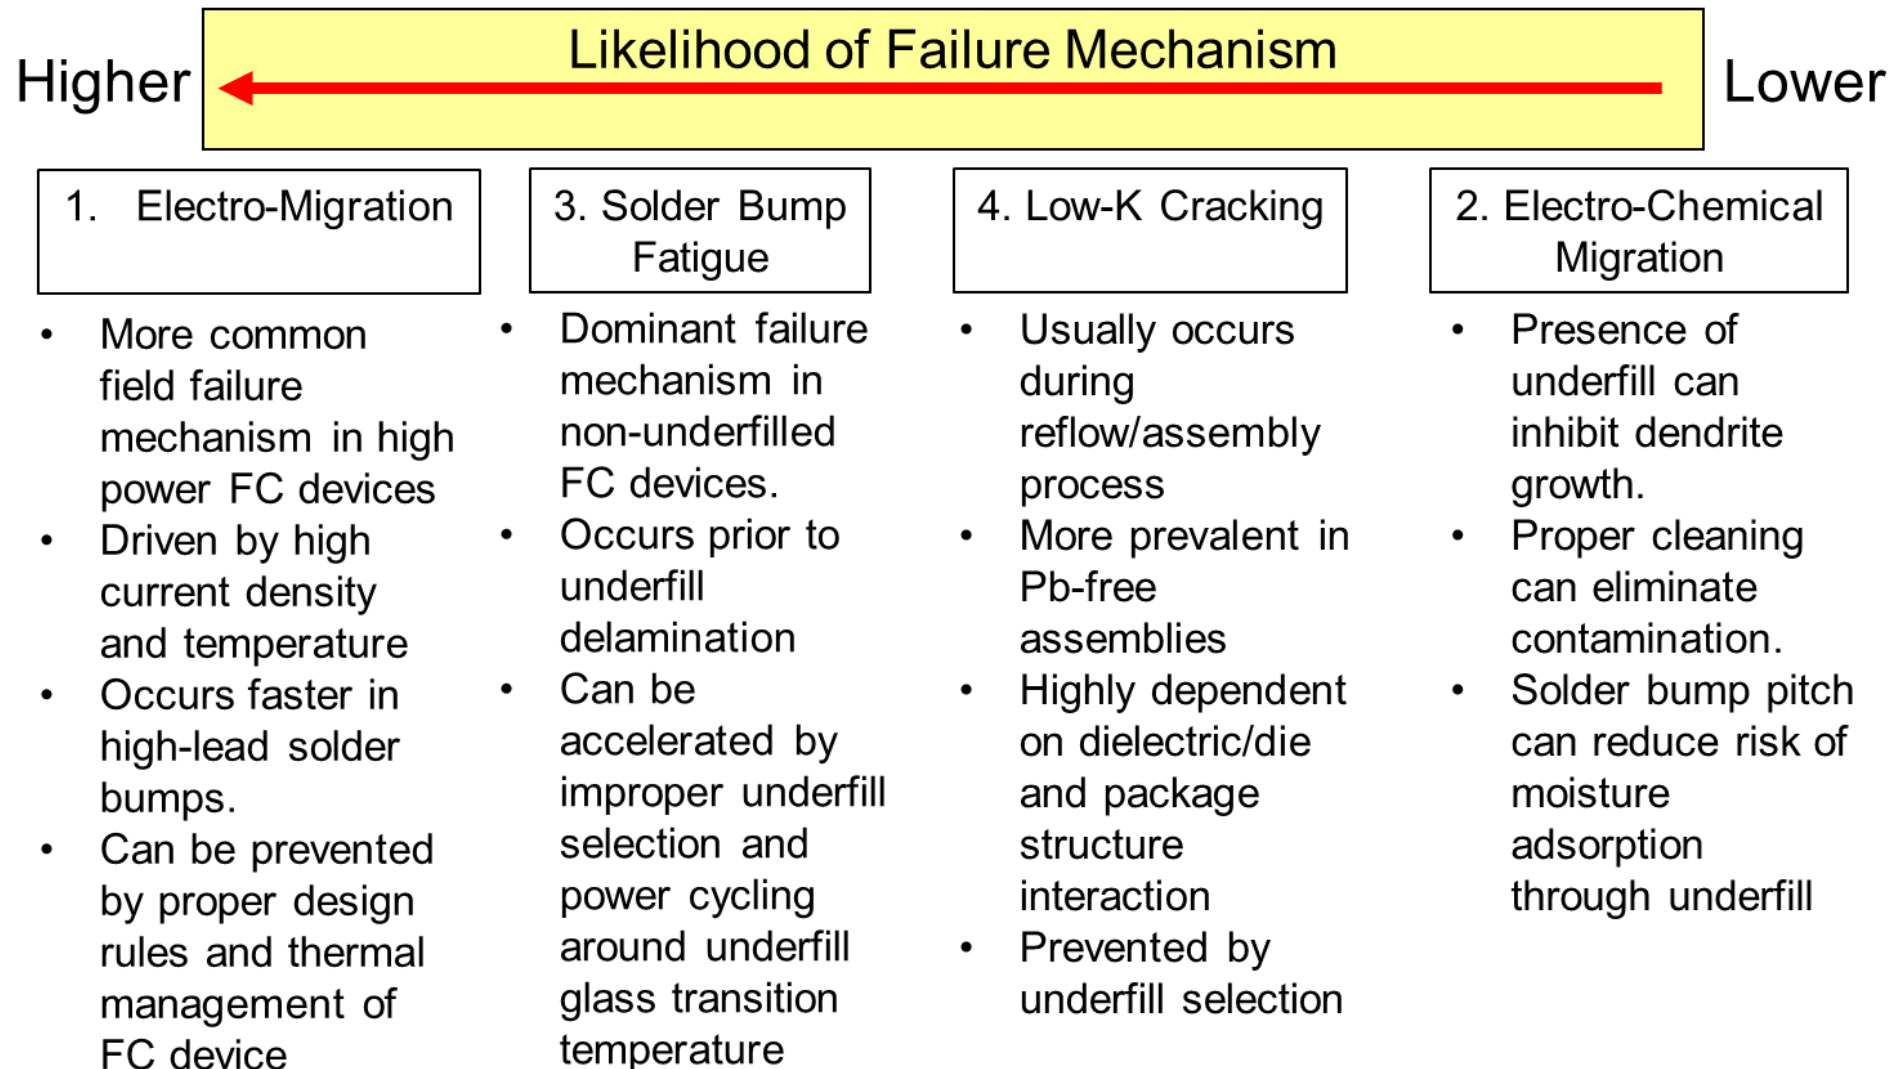 Likelihood of Failure Mechanism
Higher
Lower
1. Electro-Migration
• More common
field failure
mechanism in high
power FC devices
• Driven by high
current density
and temperature
• Occurs faster in
high-lead solder
bumps.
• Can be prevented
by proper design
rules and thermal
management of
FC device
3. Solder Bump
Fatigue
• Dominant failure
mechanism in
non-underfilled
FC devices.
• Occurs prior to
underfill
delamination
• Can be
accelerated by
improper underfill
selection and
power cycling
around underfill
glass transition
temperature
4. Low-K Cracking
• Usually occurs
during
reflow/assembly
process
• More prevalent in
Pb-free
assemblies
• Highly dependent
on dielectric/die
and package
structure
interaction
• Prevented by
underfill selection
2. Electro-Chemical
Migration
• Presence of
underfill can
inhibit dendrite
growth.
• Proper cleaning
can eliminate
contamination.
• Solder bump pitch
can reduce risk of
moisture
adsorption
through underfill